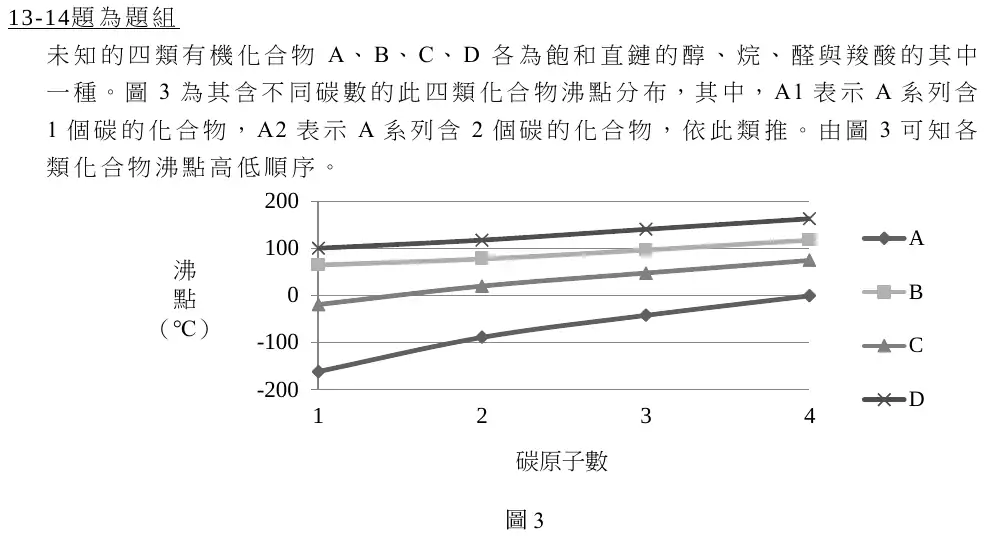 13-14題為題組
未知的四類有機化合物 A、B、C、D 各為飽和直鏈的醇、烷、醛與羧酸的其中
一種。圖 3 為其含不同碳數的此四類化合物沸點分布，其中，A1 表示 A 系列含
1 個碳的化合物，A2 表示 A 系列含 2 個碳的化合物，依此類推。由圖 3 可知各
類化合物沸點高低順序。
200
100
0
-100
-200
沸
點
（℃）
1 2 3 4
碳原子數
A
B
C
D
圖 3